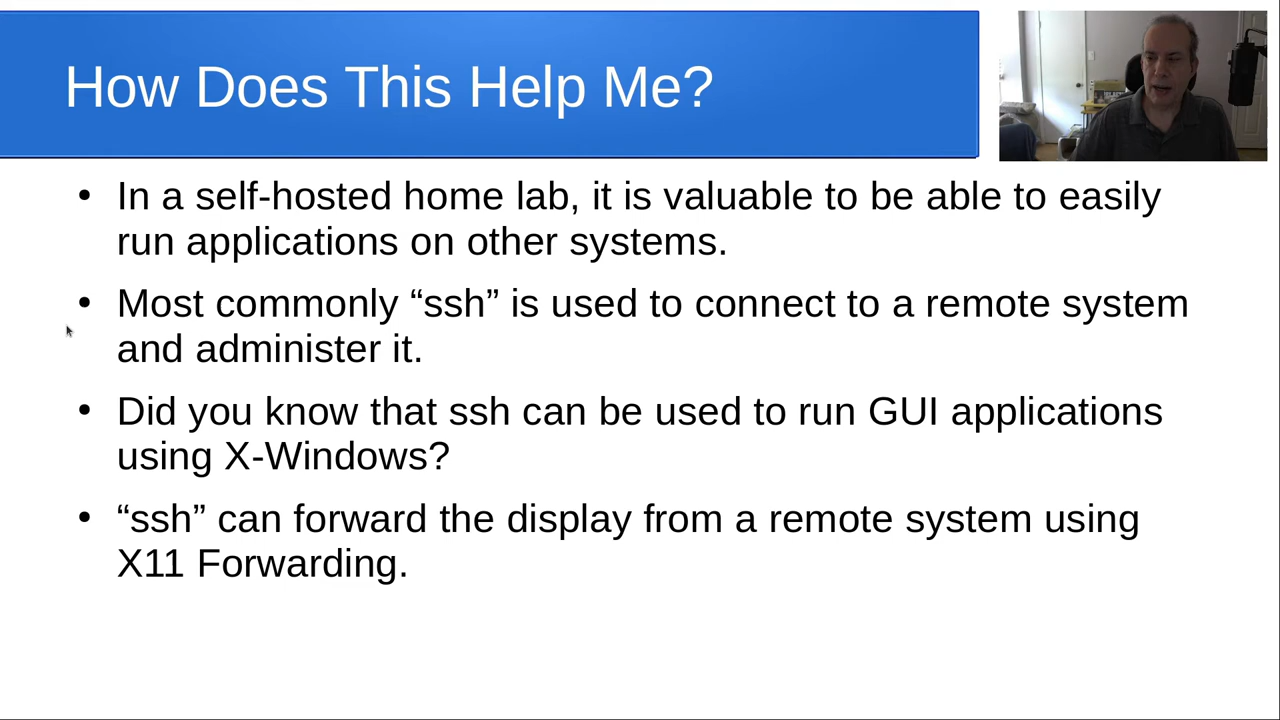 How Does This Help Me?
• In a self-hosted home lab, it is valuable to be able to easily
run applications on other systems.
• Most commonly “ssh” is used to connect to a remote system
and administer it.
• Did you know that ssh can be used to run GUI applications
using X-Windows?
• “ssh” can forward the display from a remote system using
X11 Forwarding.